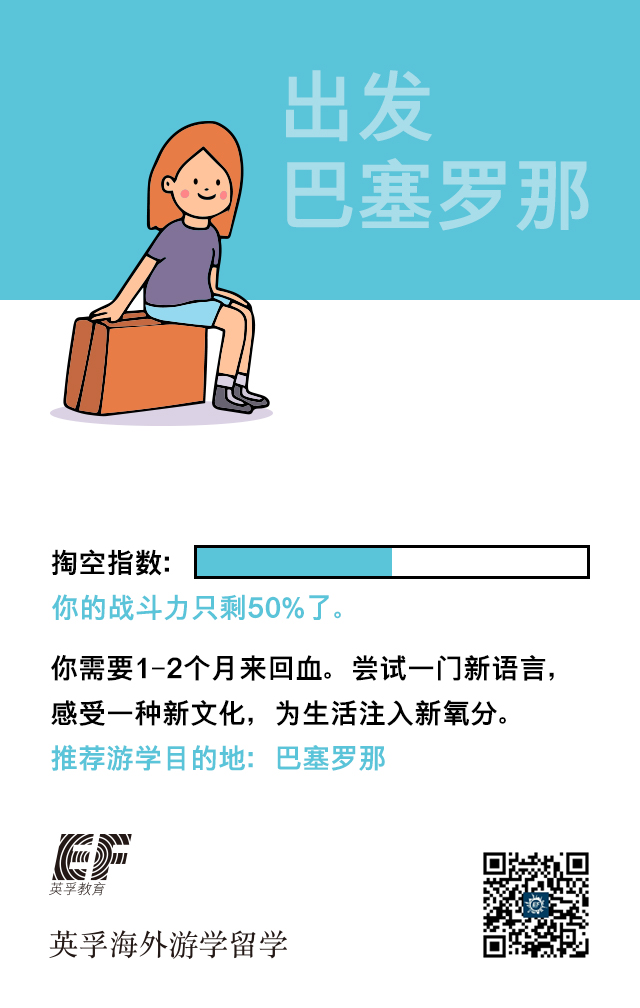 出发
巴塞罗那
掏空指数:
你的战斗力只剩50%了。
你需要1-2个月来回血。尝试一门新语言，
感受一种新文化，为生活注入新氧分。
推荐游学目的地: 巴塞罗那
EF
英孚教育
英孚海外游学留学